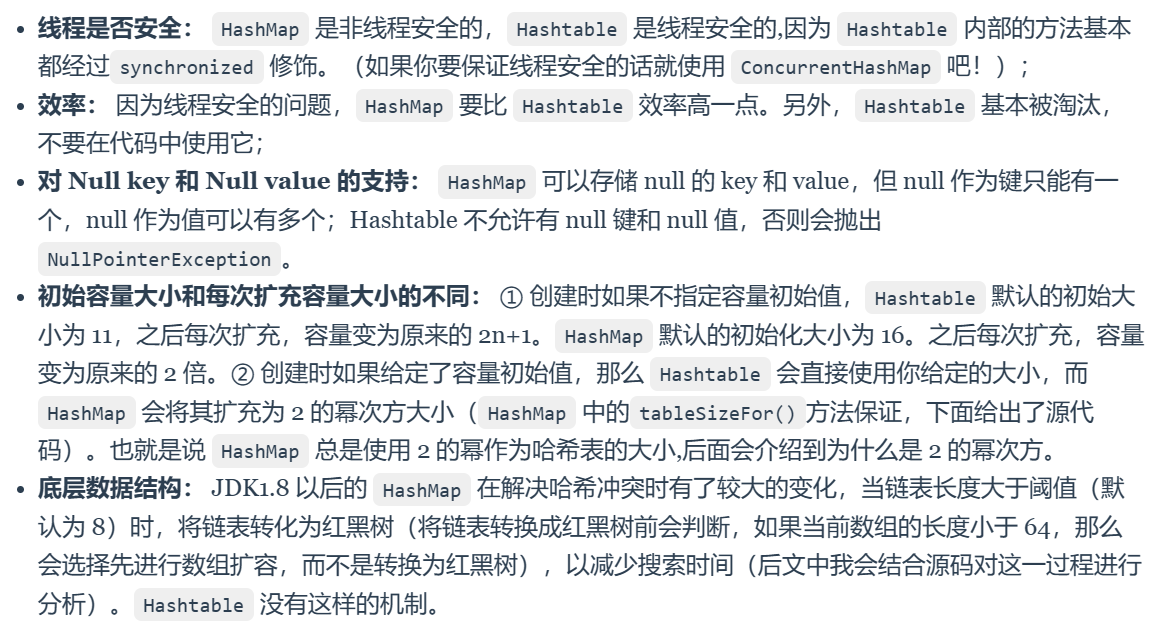 • 线程是否安全： HashMap 是非线程安全的， Hashtable 是线程安全的,因为 Hashtable 内部的方法基本
都经过 synchronized 修饰。（如果你要保证线程安全的话就使用 ConcurrentHashMap 吧！）；
• 效率： 因为线程安全的问题， HashMap 要比 Hashtable 效率高一点。另外， Hashtable 基本被淘汰，
不要在代码中使用它；
• 对 Null key 和 Null value 的支持： HashMap 可以存储 null 的 key 和 value，但 null 作为键只能有一
个，null 作为值可以有多个；Hashtable 不允许有 null 键和 null 值，否则会抛出
NullPointerException 。
• 初始容量大小和每次扩充容量大小的不同： ① 创建时如果不指定容量初始值， Hashtable 默认的初始大
小为 11，之后每次扩充，容量变为原来的 2n+1。 HashMap 默认的初始化大小为 16。之后每次扩充，容量
变为原来的 2 倍。② 创建时如果给定了容量初始值，那么 Hashtable 会直接使用你给定的大小，而
HashMap 会将其扩充为 2 的幂次方大小（ HashMap 中的 tableSizeFor() 方法保证，下面给出了源代
码）。也就是说 HashMap 总是使用 2 的幂作为哈希表的大小,后面会介绍到为什么是 2 的幂次方。
• 底层数据结构： JDK1.8 以后的 HashMap 在解决哈希冲突时有了较大的变化，当链表长度大于阈值（默
认为 8）时，将链表转化为红黑树（将链表转换成红黑树前会判断，如果当前数组的长度小于 64，那么
会选择先进行数组扩容，而不是转换为红黑树），以减少搜索时间（后文中我会结合源码对这一过程进行
分析）。 Hashtable 没有这样的机制。